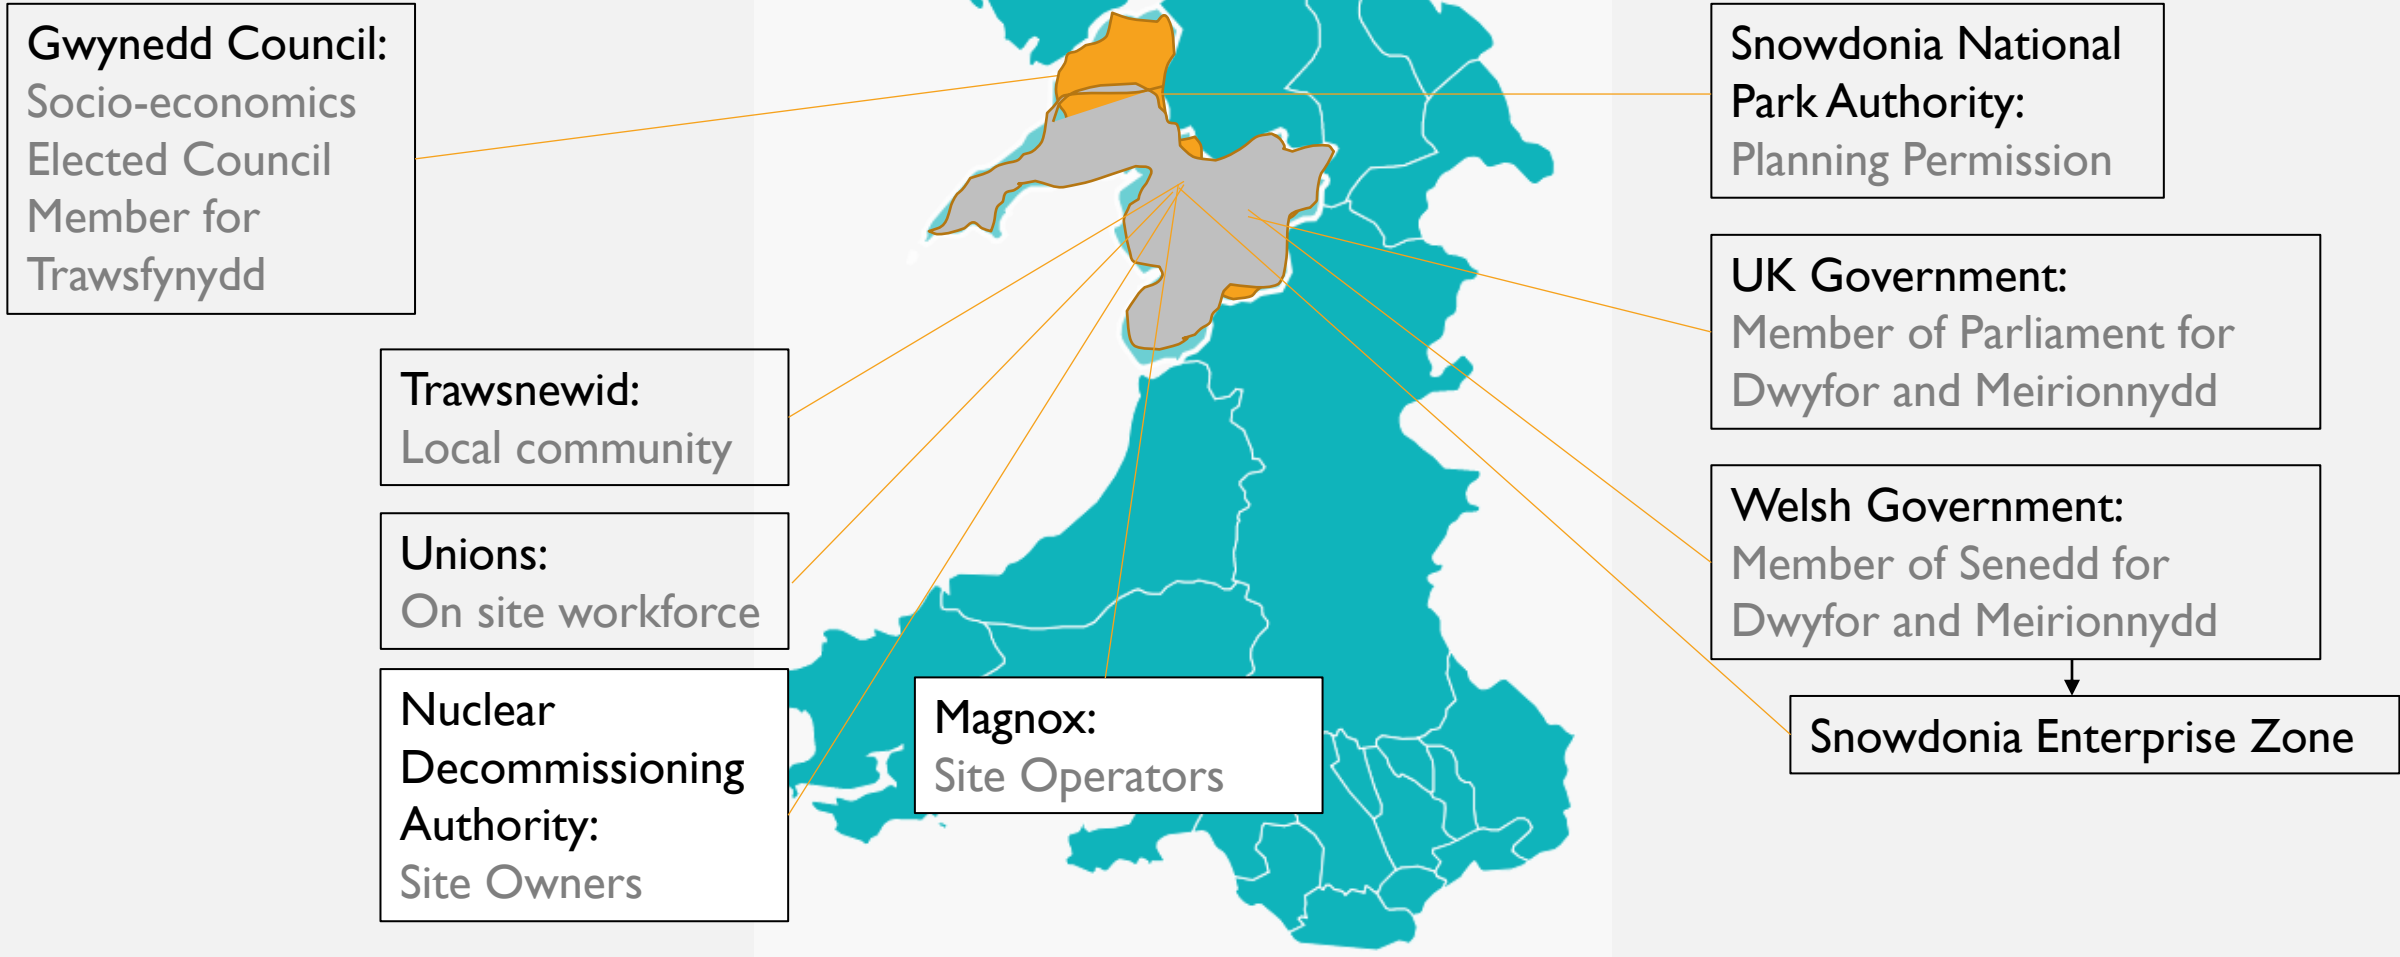 Gwynedd Council:
Socio-economics
Elected Council
Member for
Trawsfynydd
Trawsnewid:
Local community
Unions:
On site workforce
Nuclear
Decommissioning
Authority:
Site Owners
Magnox:
Site Operators
Snowdonia National
Park Authority:
Planning Permission
UK Government:
Member of Parliament for
Dwyfor and Meirionnydd
Welsh Government:
Member of Senedd for
Dwyfor and Meirionnydd
Snowdonia Enterprise Zone